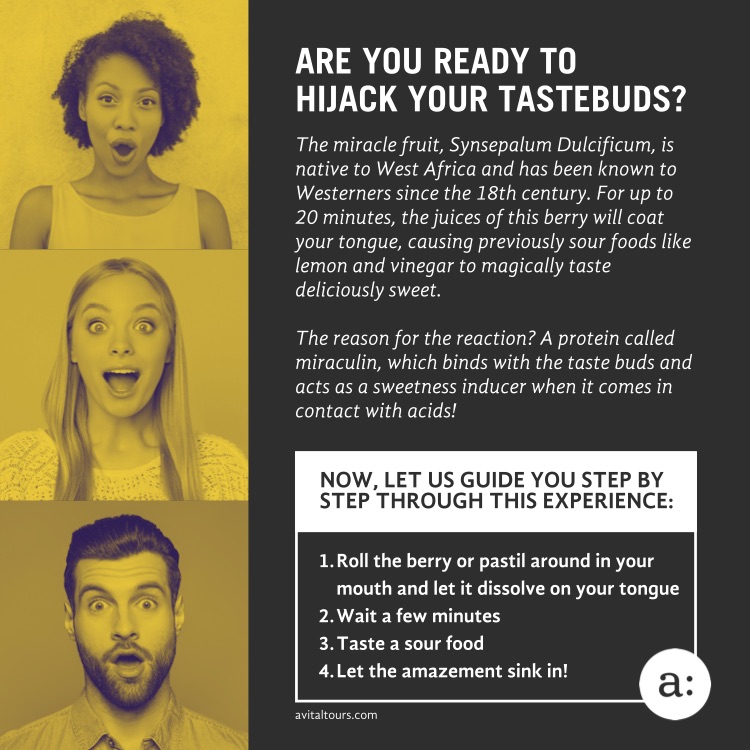 ARE YOU READY TO
HIJACK YOUR TASTEBUDS?
The miracle fruit, Synsepalum Dulcificum, is
native to West Africa and has been known to
Westerners since the 18th century. For up to
20 minutes, the juices of this berry will coat
your tongue, causing previously sour foods like
lemon and vinegar to magically taste
deliciously sweet.
The reason for the reaction? A protein called
miraculin, which binds with the taste buds and
acts as a sweetness inducer when it comes in
contact with acids!
NOW, LET US GUIDE YOU STEP BY
STEP THROUGH THIS EXPERIENCE:
1. Roll the berry or pastil around in your
mouth and let it dissolve on your tongue
2. Wait a few minutes
3. Taste a sour food
4. Let the amazement sink in!
a:
avitaltours.com